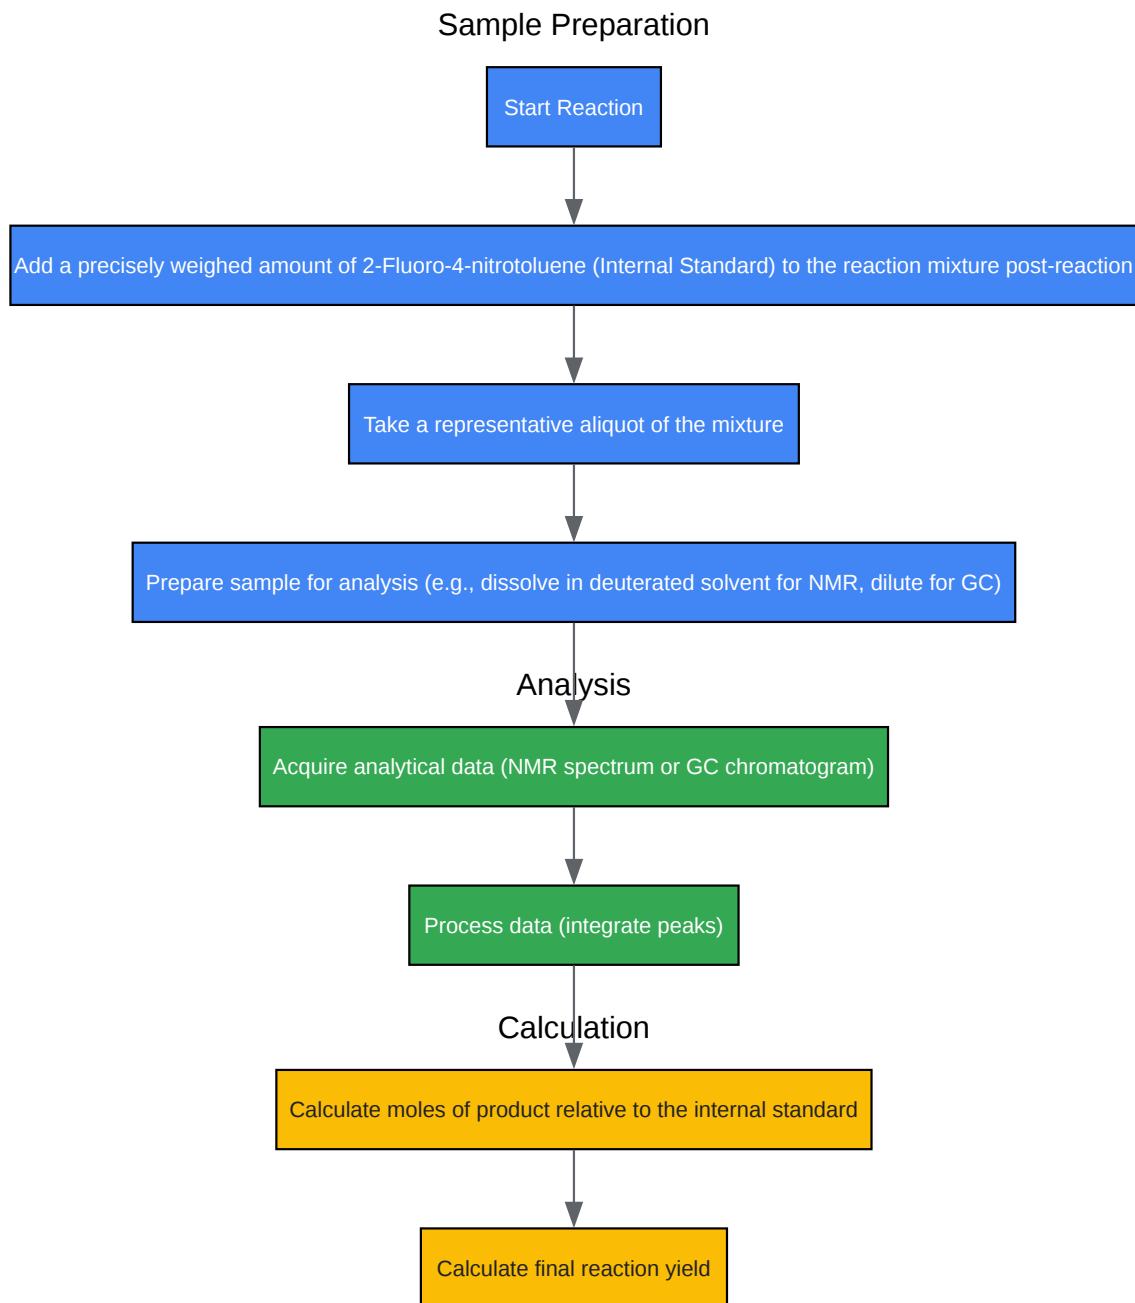 Sample Preparation
Start Reaction
Add a precisely weighed amount of 2-Fluoro-4-nitrotoluene (Internal Standard) to the reaction mixture post-reaction
Take a representative aliquot of the mixture
Prepare sample for analysis (e.g., dissolve in deuterated solvent for NMR, dilute for GC)
Analysis
Acquire analytical data (NMR spectrum or GC chromatogram)
Process data (integrate peaks)
Calculation
Calculate moles of product relative to the internal standard
Calculate final reaction yield